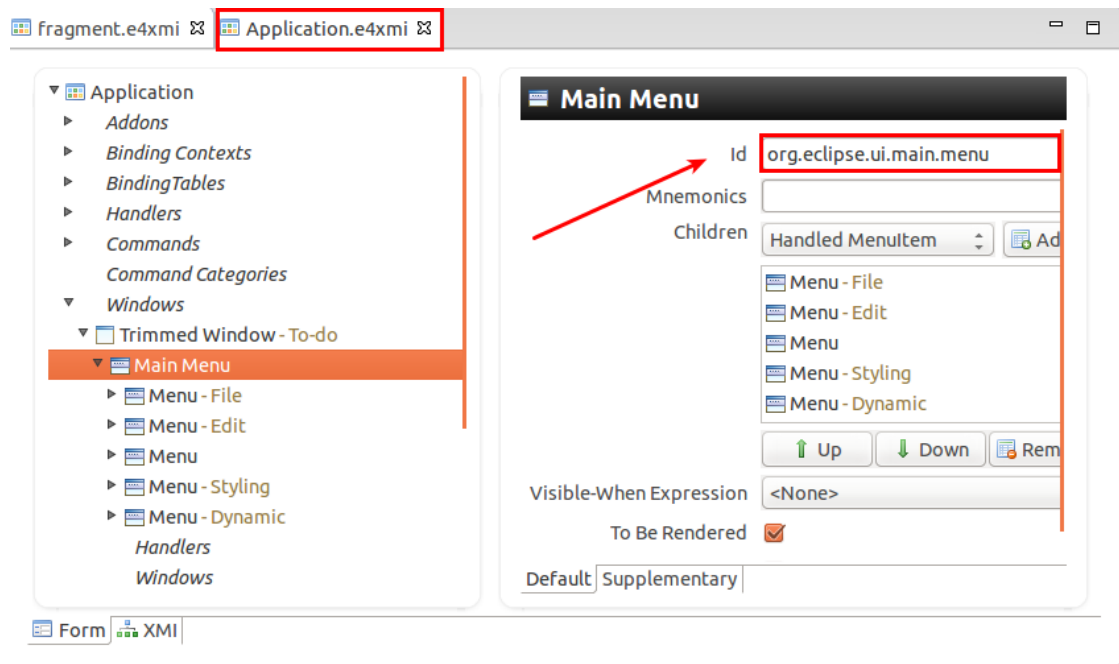 fragment.e4xmi Application.e4xmi
Application
Addons
Binding Contexts
BindingTables
Handlers
Commands
Command Categories
Windows
Trimmed Window - To-do
Main Menu
Menu - File
Menu - Edit
Menu
Menu - Styling
Menu - Dynamic
Handlers
Windows
Main Menu
Id org.eclipse.ui.main.menu
Mnemonics
Children Handled MenuItem Ad
Menu - File
Menu - Edit
Menu
Menu - Styling
Menu - Dynamic
Up Down Rem
Visible-When Expression <None>
To Be Rendered
Default Supplementary
Form XMI